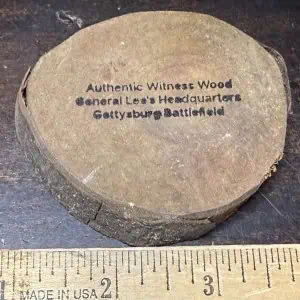 Authentic Witness Wood
General Lee's Headquarters
Gettysburg Battlefield
MADE IN USA 2 3